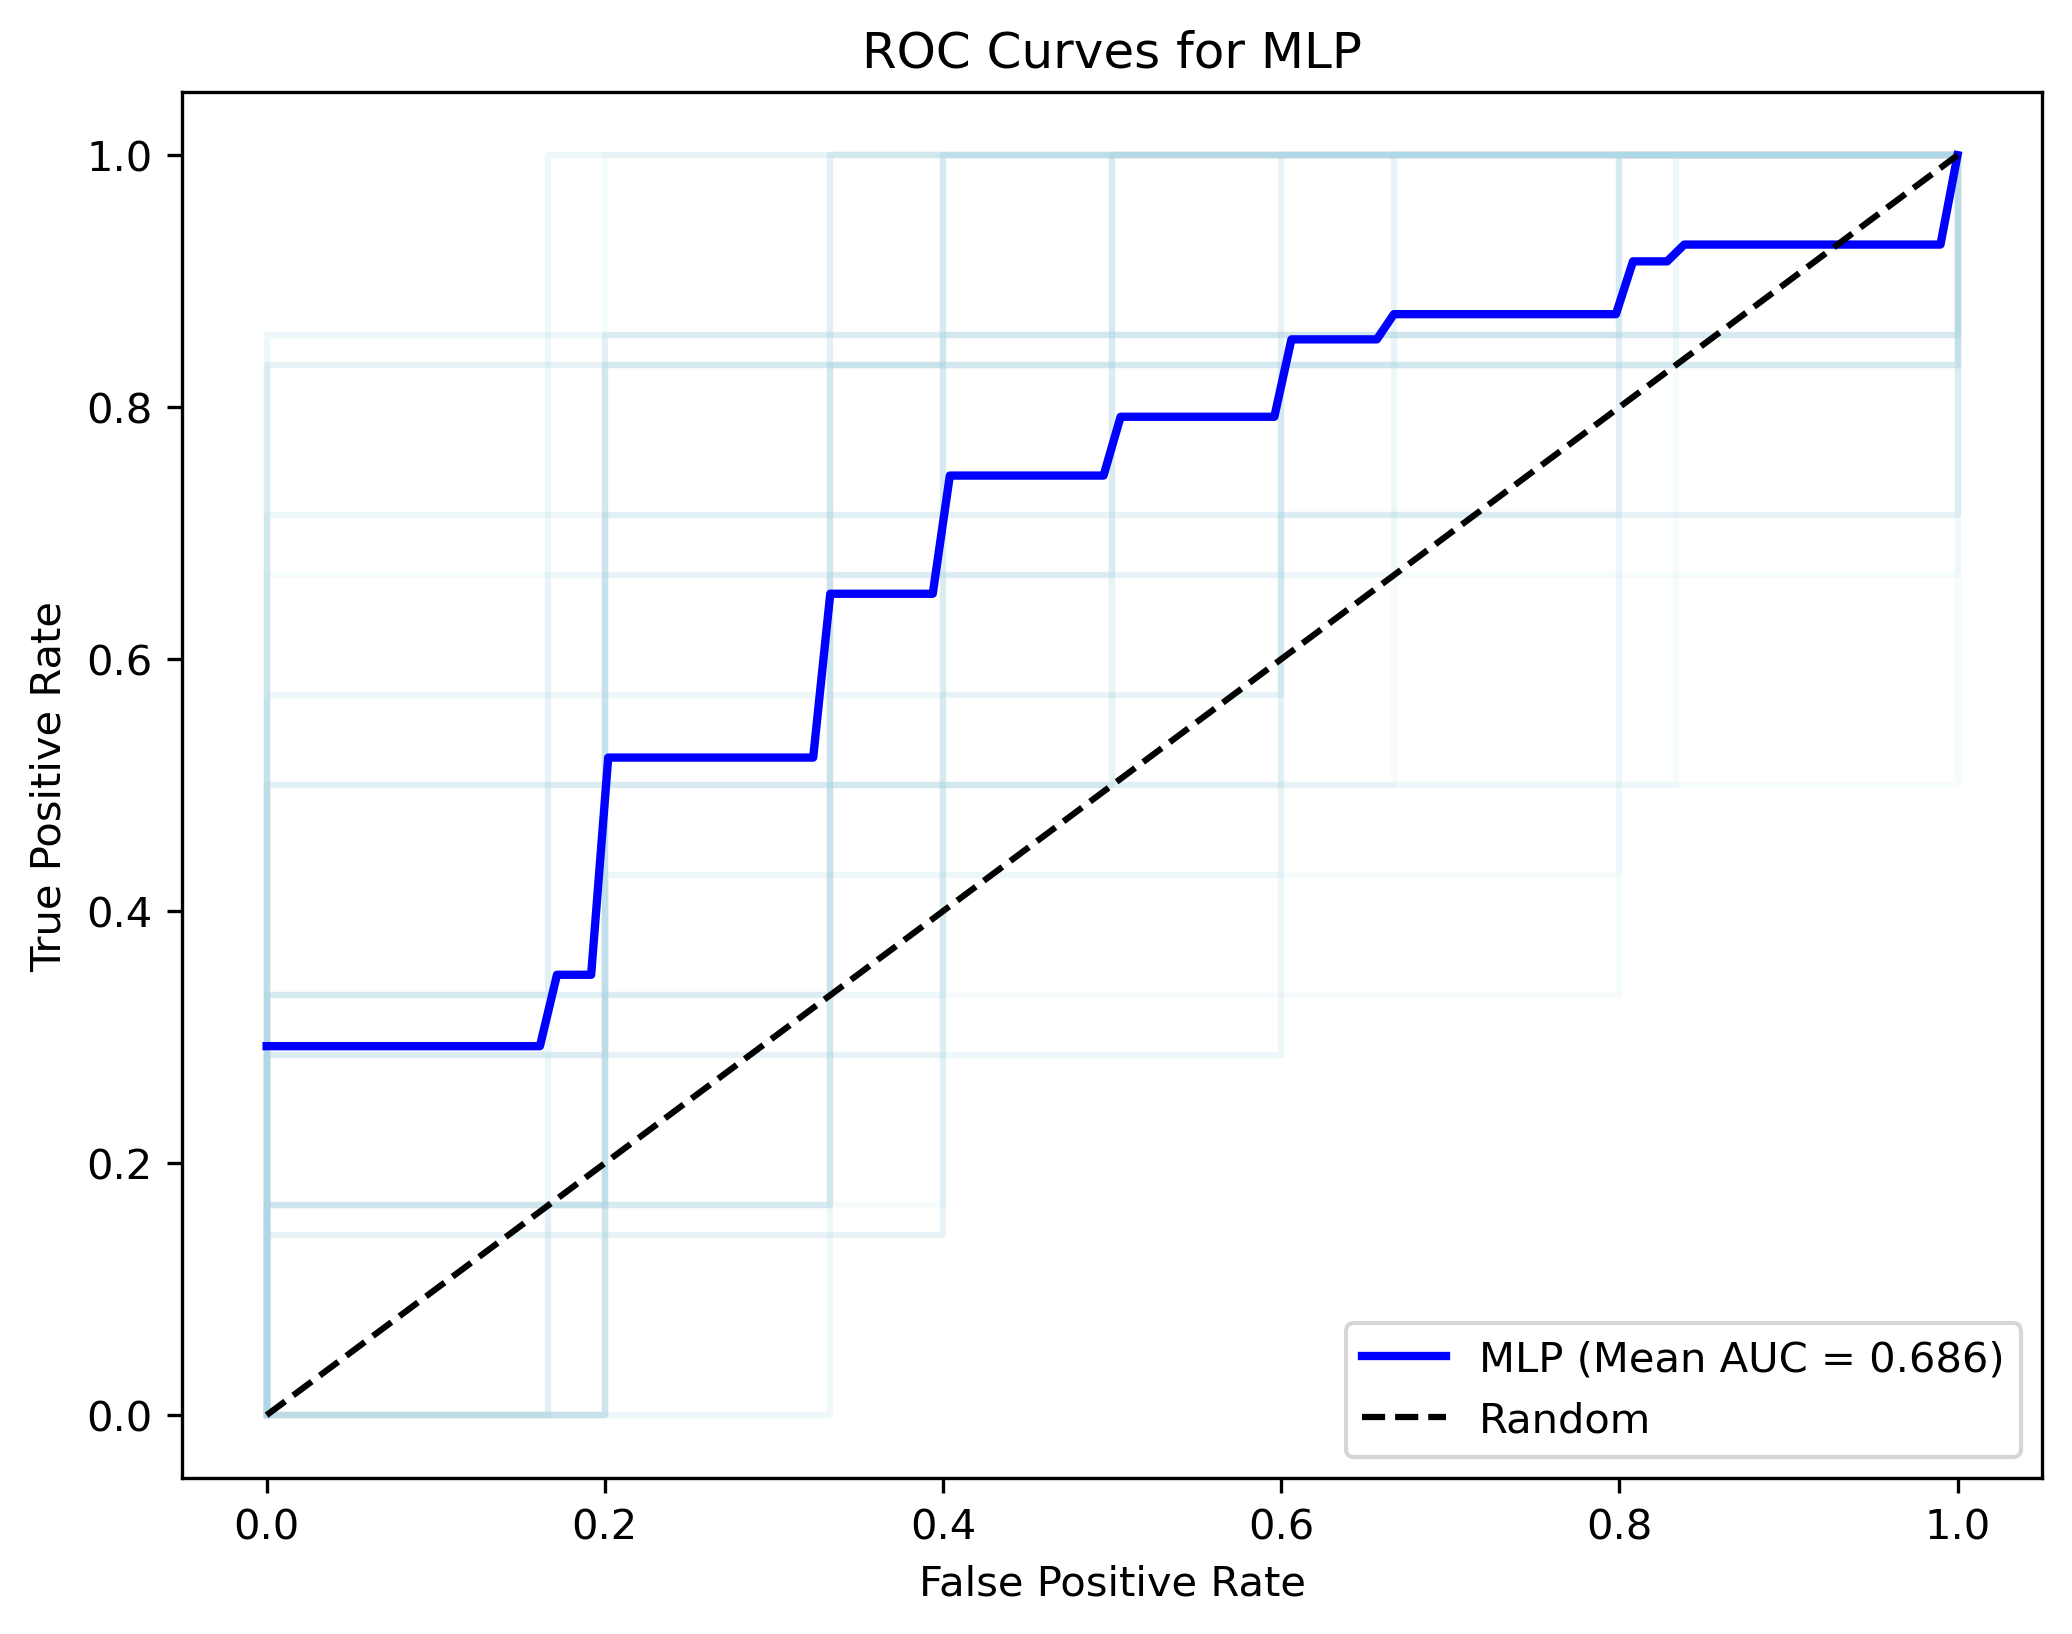 ROC Curves for MLP
True Positive Rate
1.0
0.8
0.6
0.4
0.2
0.0
0.0 0.2 0.4 0.6 0.8 1.0
False Positive Rate
MLP (Mean AUC = 0.686)
Random